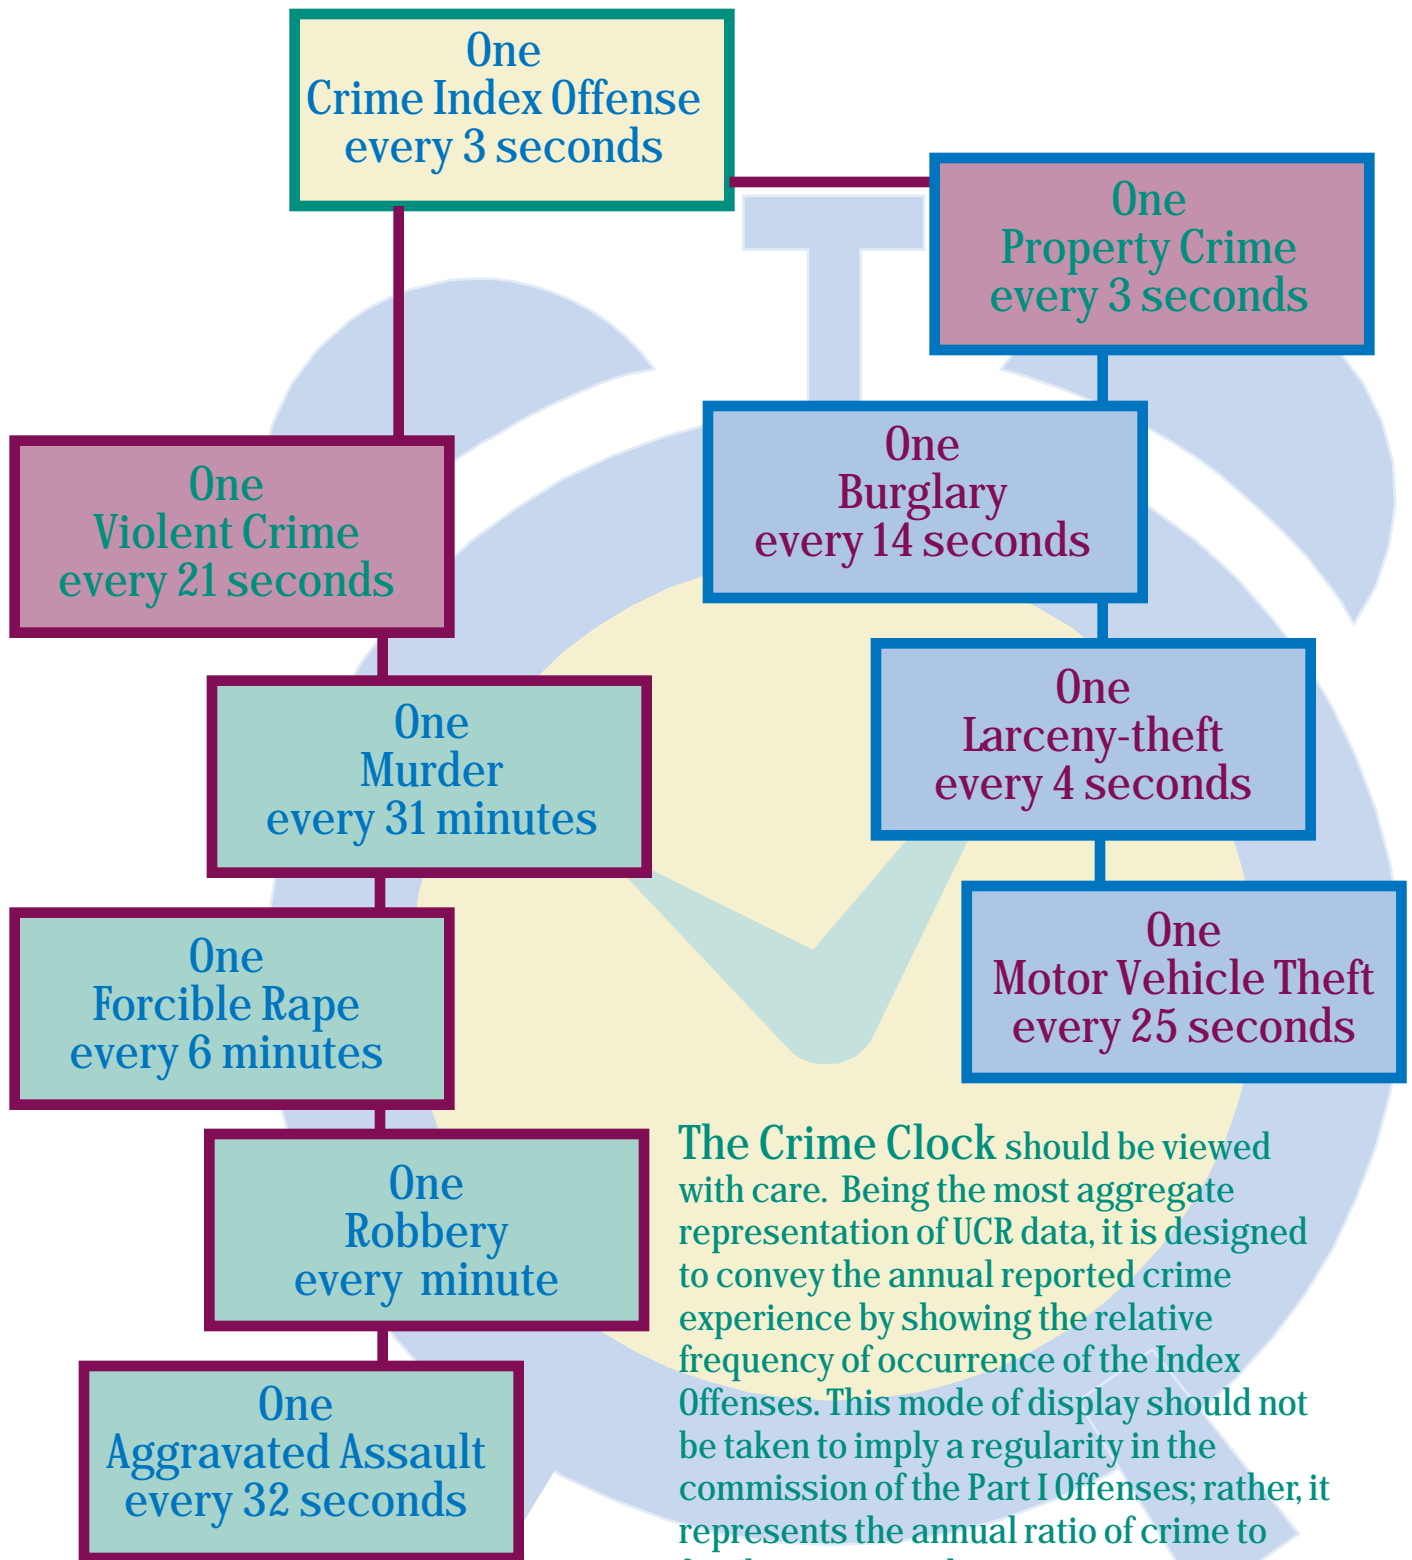 One
Crime Index Offense
every 3 seconds
One
Property Crime
every 3 seconds
One
Violent Crime
every 21 seconds
One
Murder
every 31 minutes
One
Forcible Rape
every 6 minutes
One
Robbery
every minute
One
Aggravated Assault
every 32 seconds
One
Burglary
every 14 seconds
One
Larceny-theft
every 4 seconds
One
Motor Vehicle Theft
every 25 seconds
The Crime Clock should be viewed
with care. Being the most aggregate
representation of UCR data, it is designed
to convey the annual reported crime
experience by showing the relative
frequency of occurrence of the Index
Offenses. This mode of display should not
be taken to imply a regularity in the
commission of the Part I Offenses; rather, it
represents the annual ratio of crime to